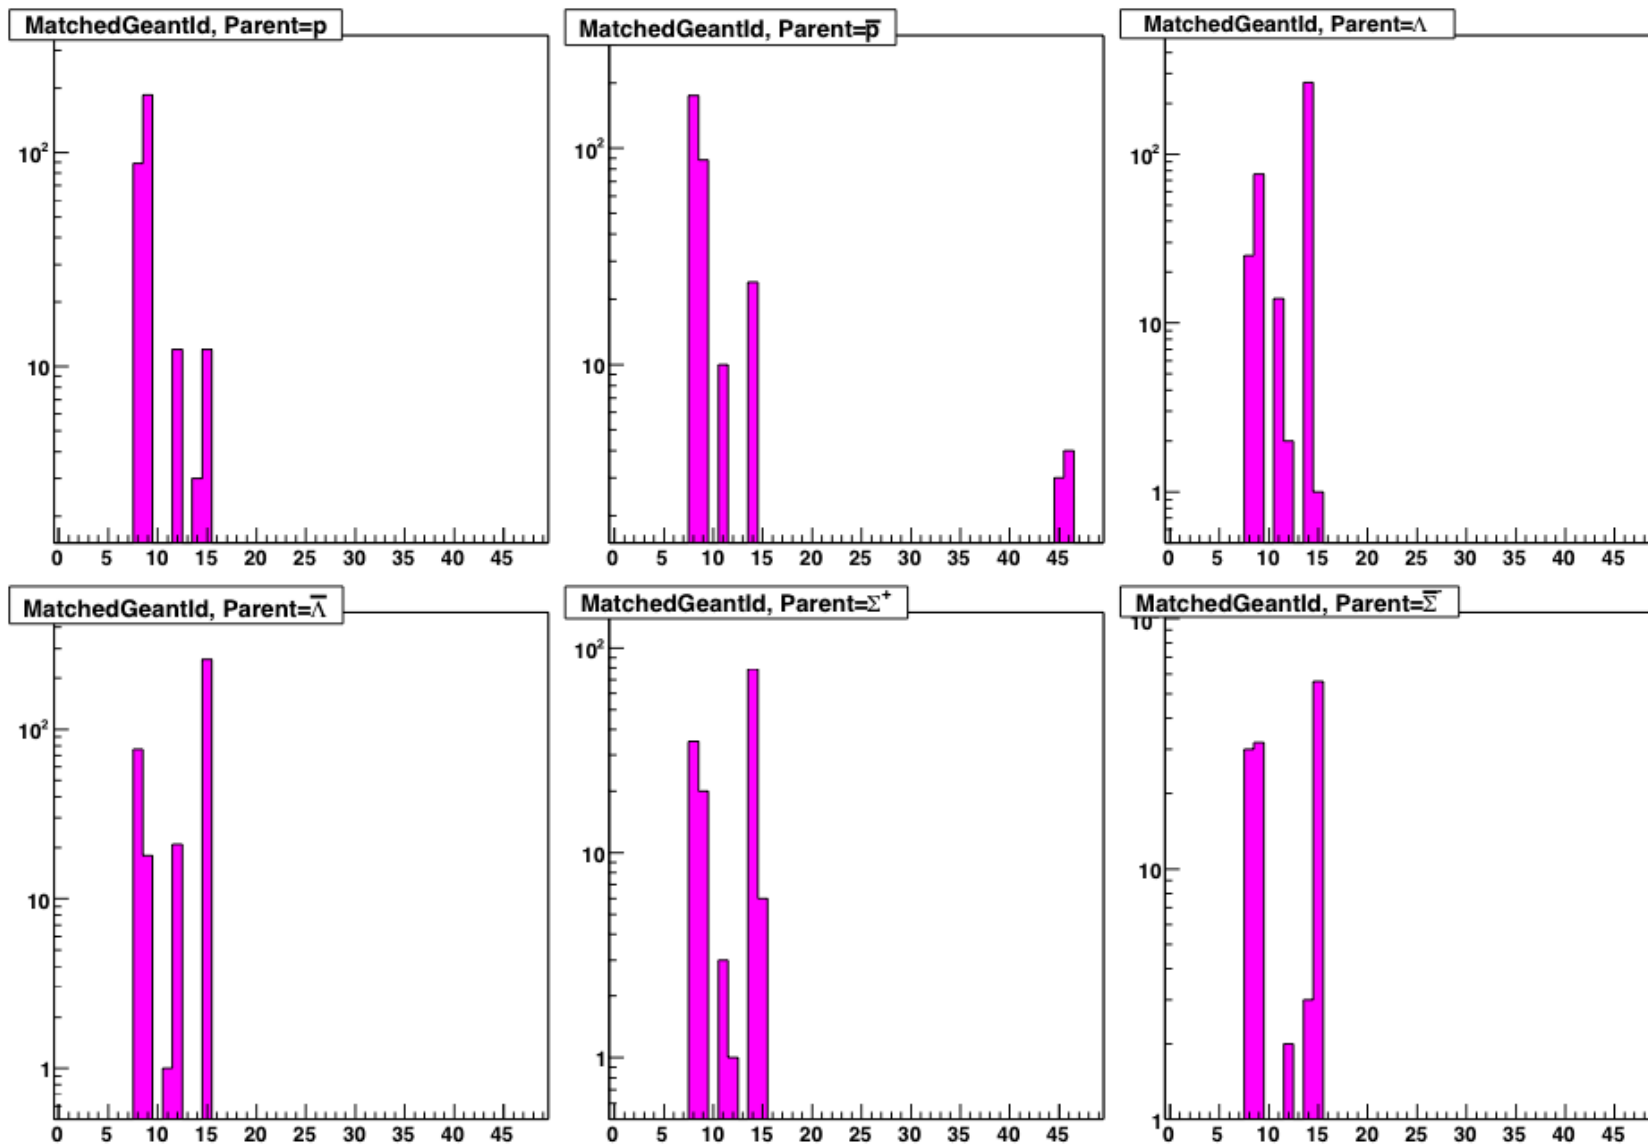 MatchedGeantId, Parent=p
10²
10
0 5 10 15 20 25 30 35 40 45
MatchedGeantId, Parent=p̅
10²
10
0 5 10 15 20 25 30 35 40 45
MatchedGeantId, Parent=Λ
10²
10
1
0 5 10 15 20 25 30 35 40 45
MatchedGeantId, Parent=Λ̅
10²
10
1
0 5 10 15 20 25 30 35 40 45
MatchedGeantId, Parent=Σ⁺
10²
10
1
0 5 10 15 20 25 30 35 40 45
MatchedGeantId, Parent=Σ̅⁻
10
10
1
0 5 10 15 20 25 30 35 40 45